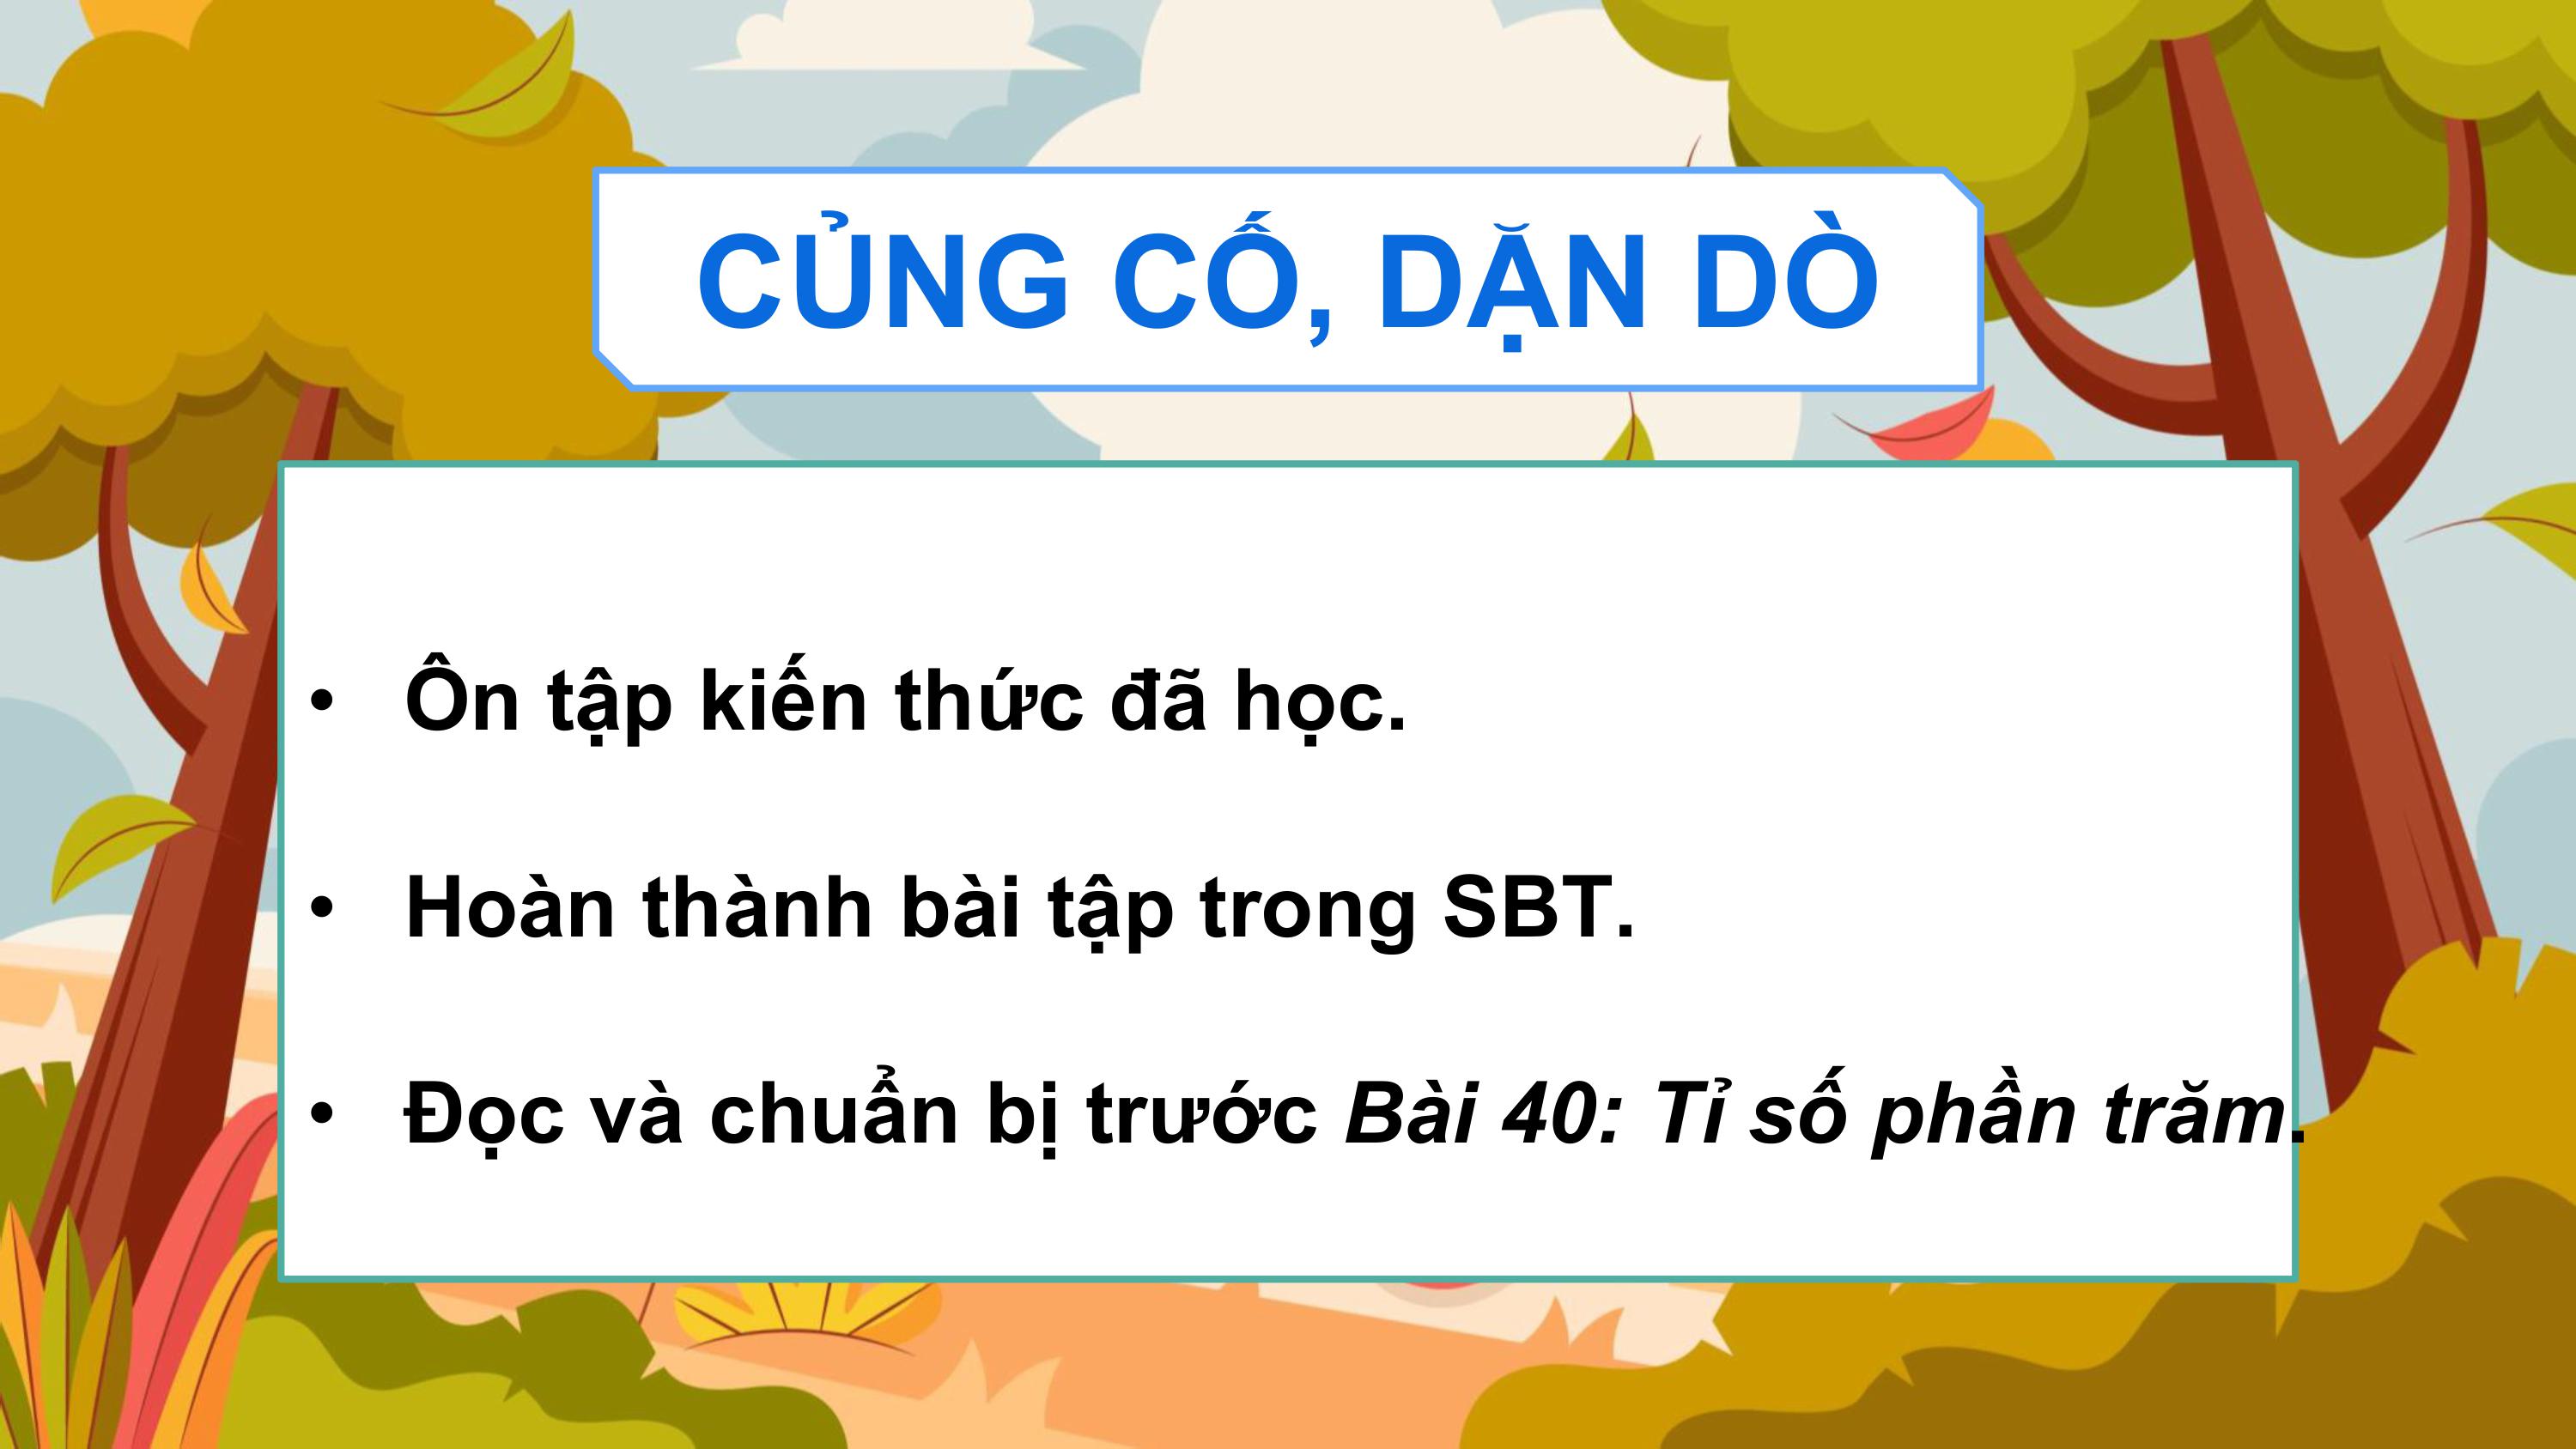 CỦNG CỐ, DẶN DÒ
• Ôn tập kiến thức đã học.
• Hoàn thành bài tập trong SBT.
• Đọc và chuẩn bị trước Bài 40: Tỉ số phần trăm.